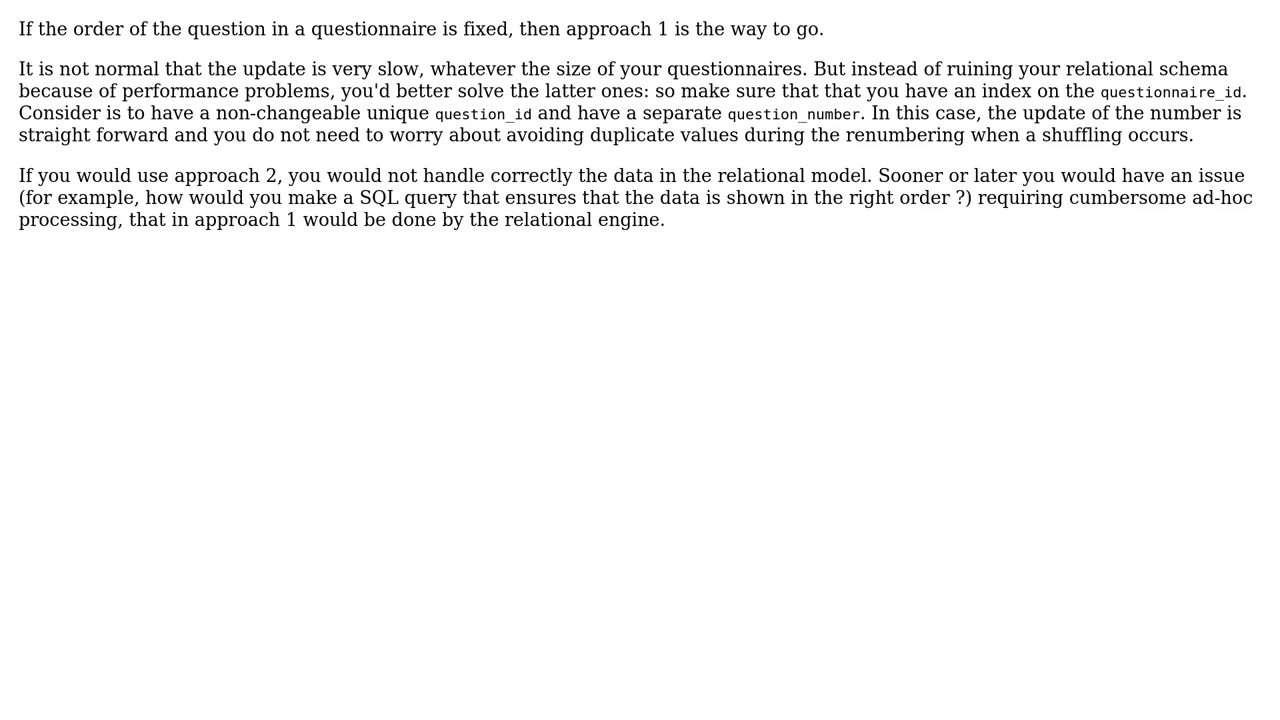 If the order of the question in a questionnaire is fixed, then approach 1 is the way to go.
It is not normal that the update is very slow, whatever the size of your questionnaires. But instead of ruining your relational schema
because of performance problems, you'd better solve the latter ones: so make sure that that you have an index on the questionnaire_id.
Consider is to have a non-changeable unique question_id and have a separate question_number. In this case, the update of the number is
straight forward and you do not need to worry about avoiding duplicate values during the renumbering when a shuffling occurs.
If you would use approach 2, you would not handle correctly the data in the relational model. Sooner or later you would have an issue
(for example, how would you make a SQL query that ensures that the data is shown in the right order ?) requiring cumbersome ad-hoc
processing, that in approach 1 would be done by the relational engine.